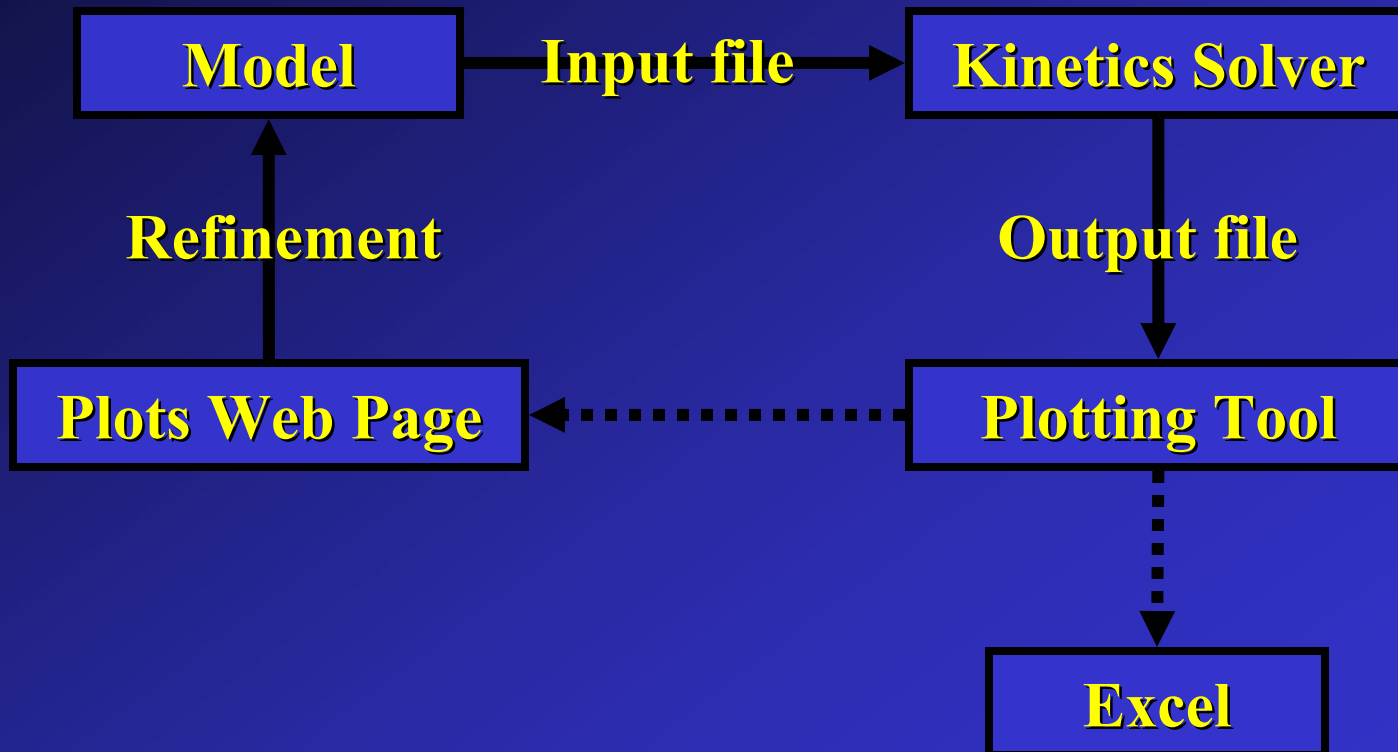 Model
Input file
Kinetics Solver
Refinement
Output file
Plots Web Page
Plotting Tool
Excel